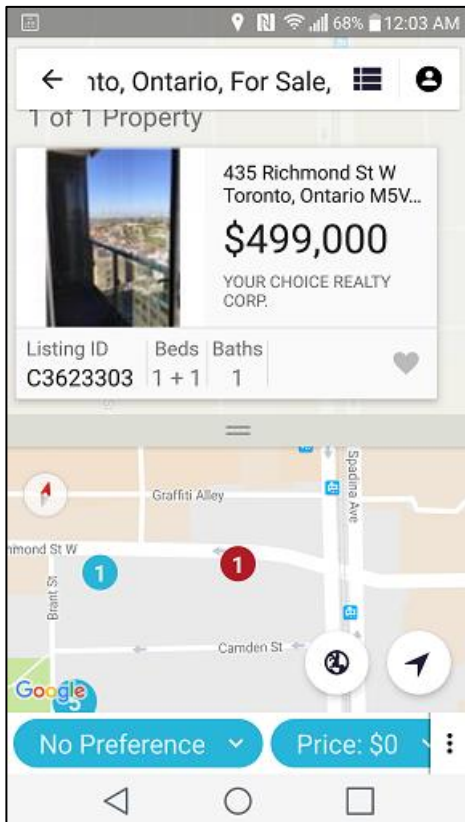 68% 12:03 AM
nto, Ontario, For Sale,
1 of 1 Property
435 Richmond St W
Toronto, Ontario M5V...
$499,000
YOUR CHOICE REALTY
CORP.
Listing ID Beds Baths
C3623303 1 + 1 1
Spadina Ave
Graffiti Alley
hmond St W
1
1
Brant St
Camden St
Google
No Preference
Price: $0